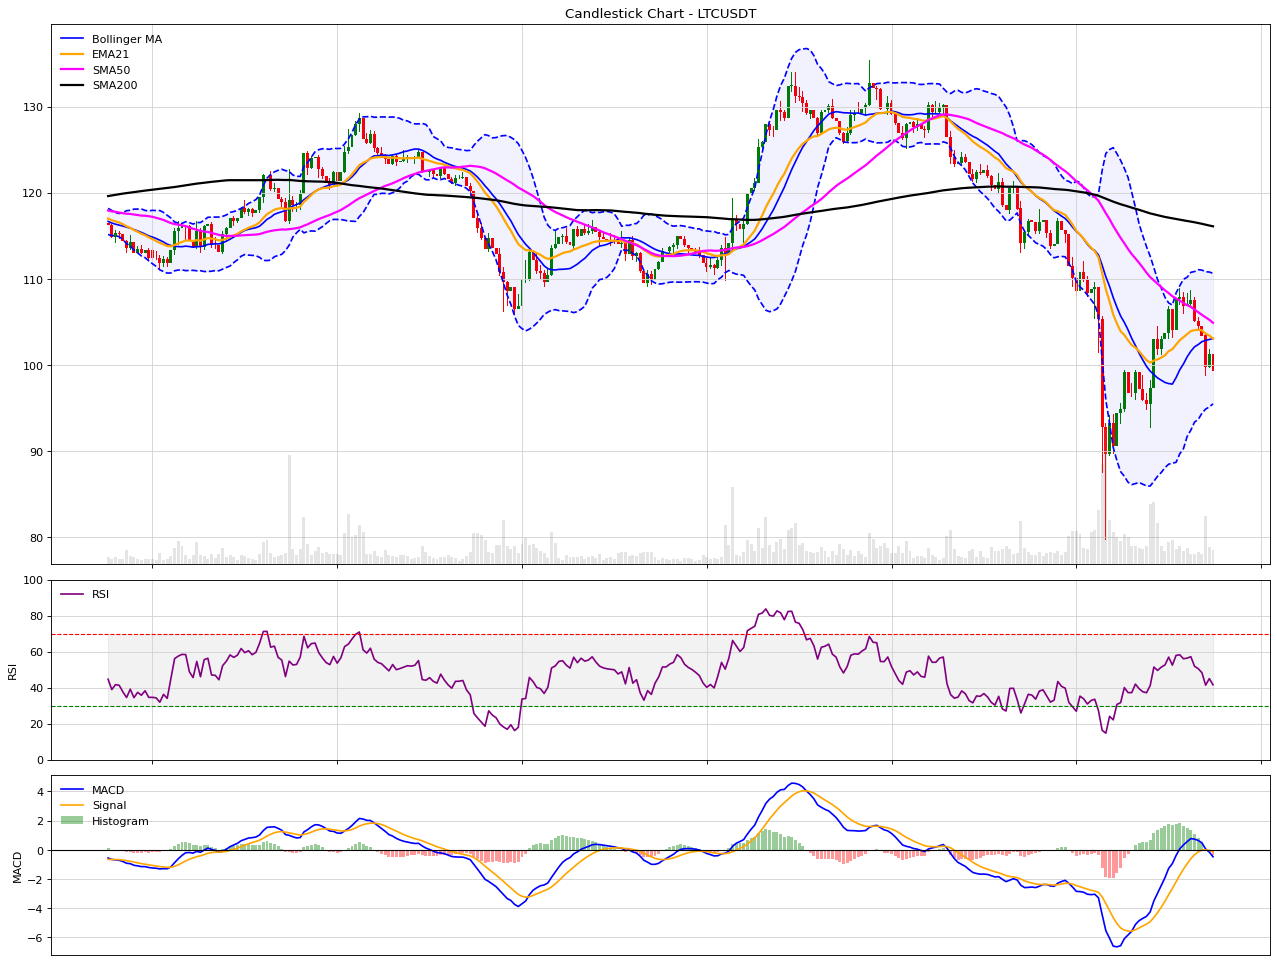 Candlestick Chart - LTCUSDT
Bollinger MA
EMA21
SMA50
SMA200
130
120
110
100
90
80
100
80
60
40
20
0
RSI
RSI
4
2
0
−2
−4
−6
MACD
MACD
Signal
Histogram